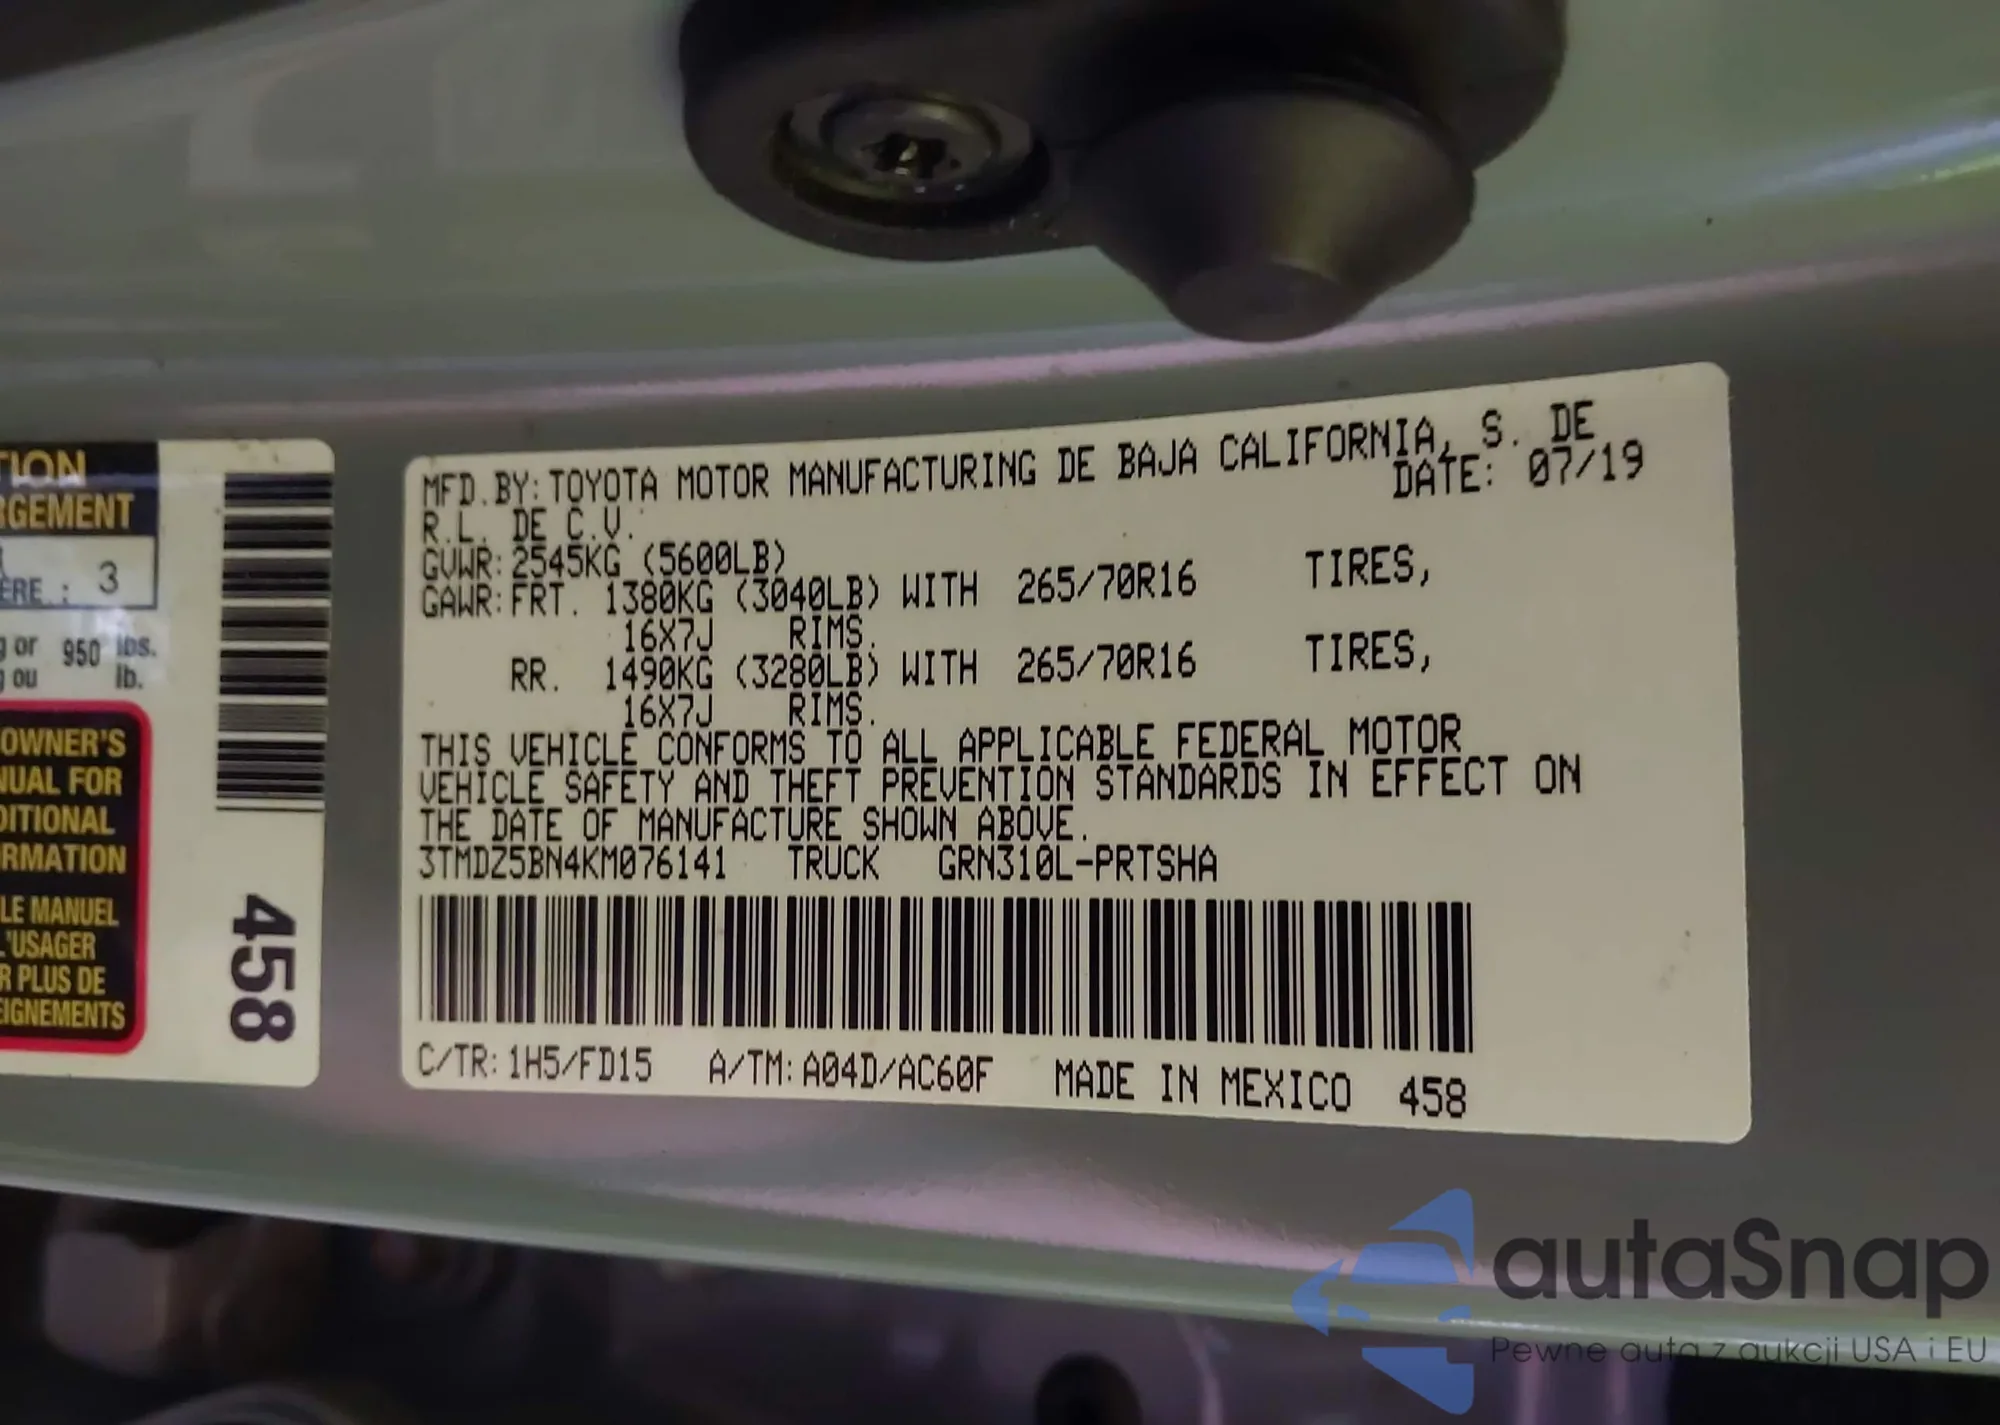 TION
RGEMENT
ÈRE : 3
g or 950 lbs.
g ou lb.
OWNER'S
NUAL FOR
DITIONAL
RMATION
LE MANUEL
L'USAGER
R PLUS DE
EIGNEMENTS
458
MFD.BY:TOYOTA MOTOR MANUFACTURING DE BAJA CALIFORNIA, S. DE
R.L. DE C.V. DATE: 07/19
GVWR:2545KG (5600LB)
GAWR:FRT. 1380KG (3040LB) WITH 265/70R16 TIRES,
16X7J RIMS.
RR. 1490KG (3280LB) WITH 265/70R16 TIRES,
16X7J RIMS.
THIS VEHICLE CONFORMS TO ALL APPLICABLE FEDERAL MOTOR
VEHICLE SAFETY AND THEFT PREVENTION STANDARDS IN EFFECT ON
THE DATE OF MANUFACTURE SHOWN ABOVE.
3TMDZ5BN4KM076141 TRUCK GRN310L-PRTSHA
C/TR:1H5/FD15 A/TM:A04D/AC60F MADE IN MEXICO 458
autaSnap
Pewne auta z aukcji USA i EU